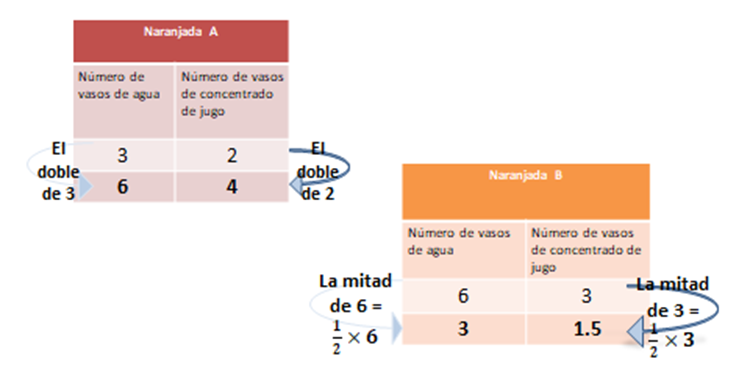 Naranjada A
Número de vasos de agua
Número de vasos de concentrado de jugo
El doble de 3
3
2
El doble de 2
6
4
Naranjada B
Número de vasos de agua
Número de vasos de concentrado de jugo
La mitad de 6 = 1/2 × 6
6
3
La mitad de 3 = 1/2 × 3
3
1.5